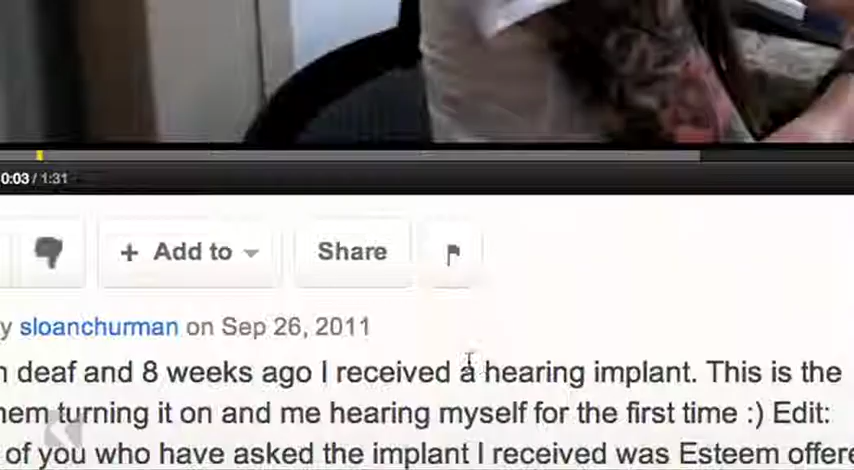 0:03 / 1:31
+ Add to Share
y sloanchurman on Sep 26, 2011
n deaf and 8 weeks ago I received a hearing implant. This is the
hem turning it on and me hearing myself for the first time :) Edit:
of you who have asked the implant I received was Esteem offere